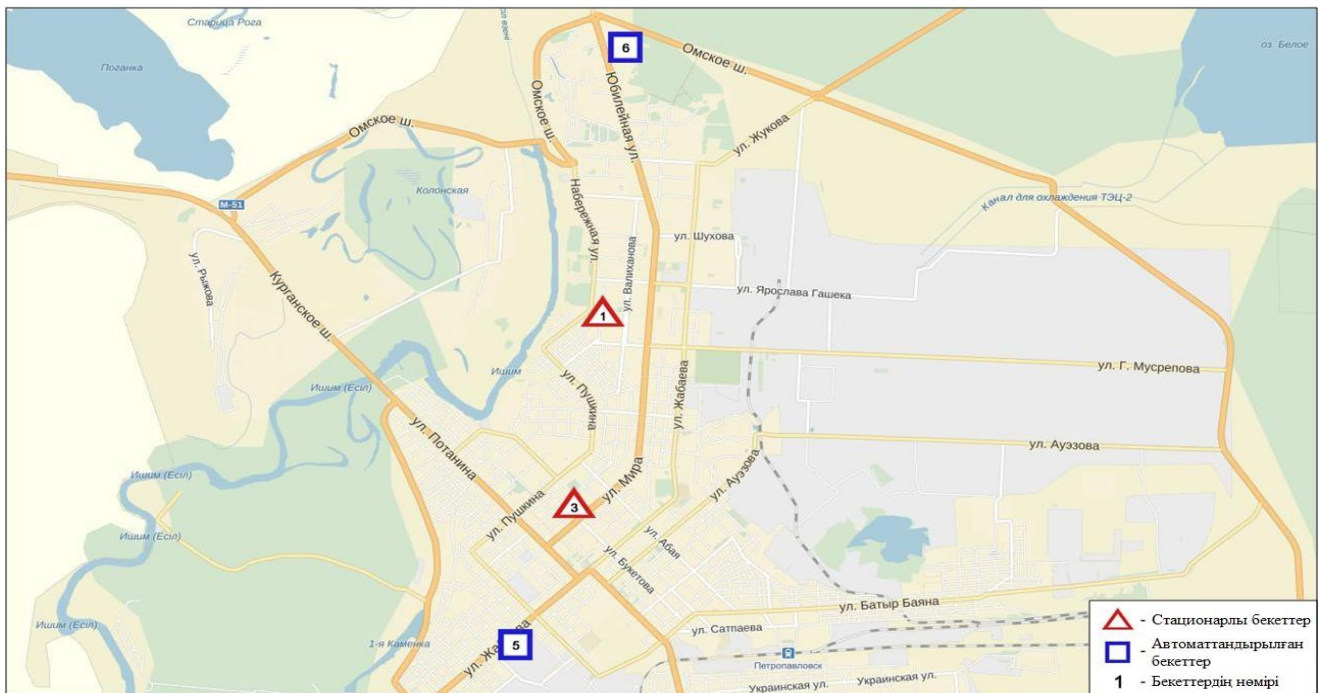 Старица Рога
Поганка
оз. Белое
6
Омское ш.
Омское ш.
Юбилейная ул.
Омское ш.
ул. Жукова
Колонская
М-51
Набережная ул.
Канал для охлаждения ТЭЦ-2
ул. Шухова
ул. Валиханова
ул. Рыжова
Курганское ш.
ул. Ярослава Гашека
1
ул. Г. Мусрепова
Ишим
ул. Жабаева
Ишим (Есіл)
ул. Пушкина
ул. Потанина
ул. Ауэзова
Ишим (Есіл)
ул. Мира
ул. Ауэзова
3
ул. Пушкина
Ишим (Есіл)
ул. Абая
ул. Букетова
ул. Батыр Баяна
Ишим (Есіл)
ул. Сатпаева
1-я Каменка
5
Петропавловск
Украинская ул.
Украинская ул.
- Стационарлы бекеттер
- Автоматтандырылған
бекеттер
1 - Бекеттердің нөмірі